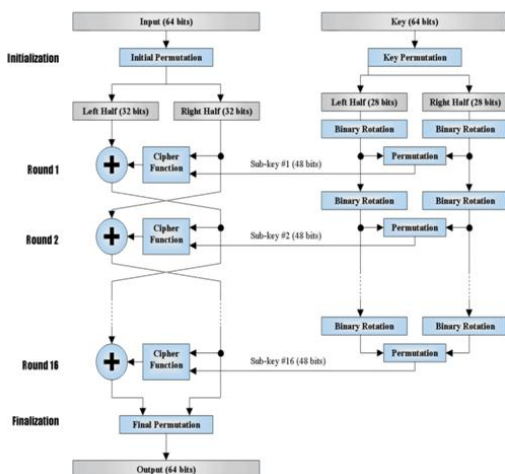 Input (64 bits)
Key (64 bits)
Initialization
Initial Permutation
Key Permutation
Left Half (32 bits)
Right Half (32 bits)
Left Half (28 bits)
Right Half (28 bits)
Binary Rotation
Binary Rotation
Round 1
+
Cipher
Function
Sub-key #1 (48 bits)
Permutation
Binary Rotation
Binary Rotation
Round 2
+
Cipher
Function
Sub-key #2 (48 bits)
Permutation
Binary Rotation
Binary Rotation
Round 16
+
Cipher
Function
Sub-key #16 (48 bits)
Permutation
Finalization
Final Permutation
Output (64 bits)